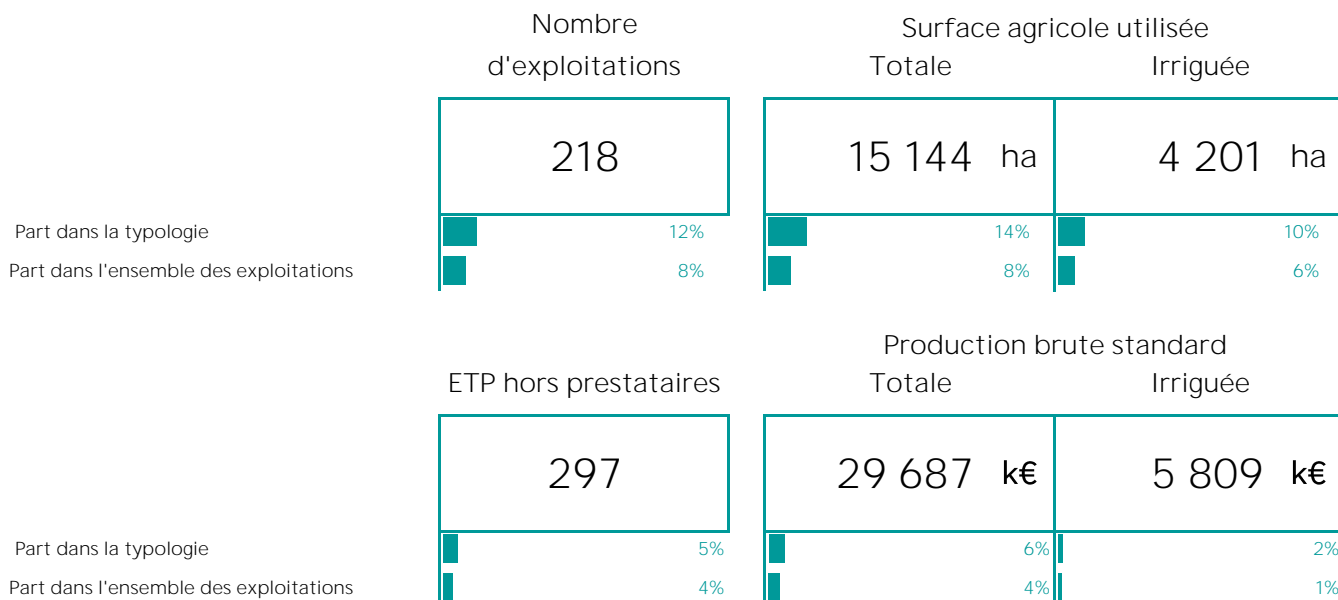 Nombre d'exploitations
Surface agricole utilisée
Totale Irriguée
218 15 144 ha 4 201 ha
Part dans la typologie 12% 14% 10%
Part dans l'ensemble des exploitations 8% 8% 6%
Production brute standard
ETP hors prestataires Totale Irriguée
297 29 687 k€ 5 809 k€
Part dans la typologie 5% 6% 2%
Part dans l'ensemble des exploitations 4% 4% 1%